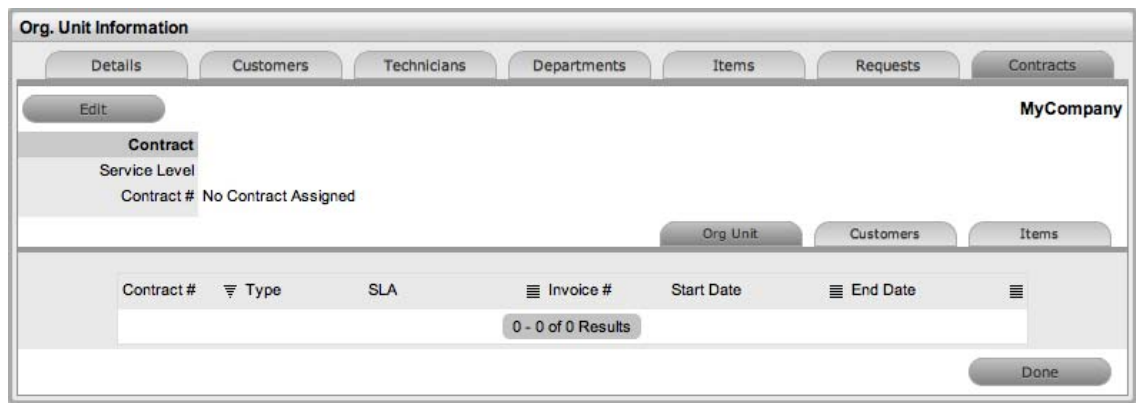 Org. Unit Information
Details Customers Technicians Departments Items Requests Contracts
Edit MyCompany
Contract
Service Level
Contract # No Contract Assigned
Org Unit Customers Items
Contract # Type SLA Invoice # Start Date End Date
0 - 0 of 0 Results
Done